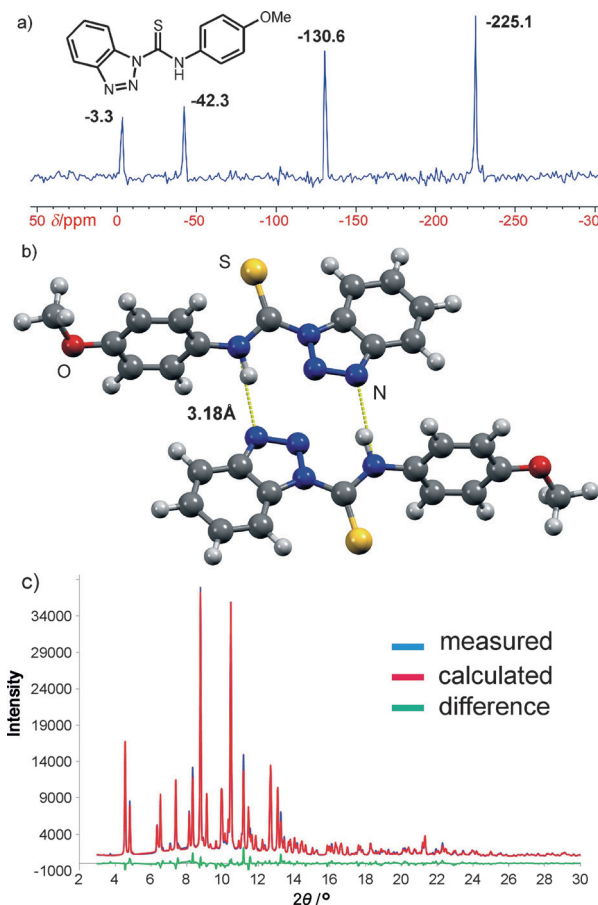 a)
S
OMe
N
N
H
N=N
-3.3
-42.3
-130.6
-225.1
50 δ/ppm 0 -50 -100 -150 -200 -250 -30
b)
S
O
N
3.18Å
c)
34000
29000
24000
19000
14000
9000
4000
-1000
Intensity
measured
calculated
difference
2 4 6 8 10 12 14 16 18 20 22 24 26 28 30
2θ /°